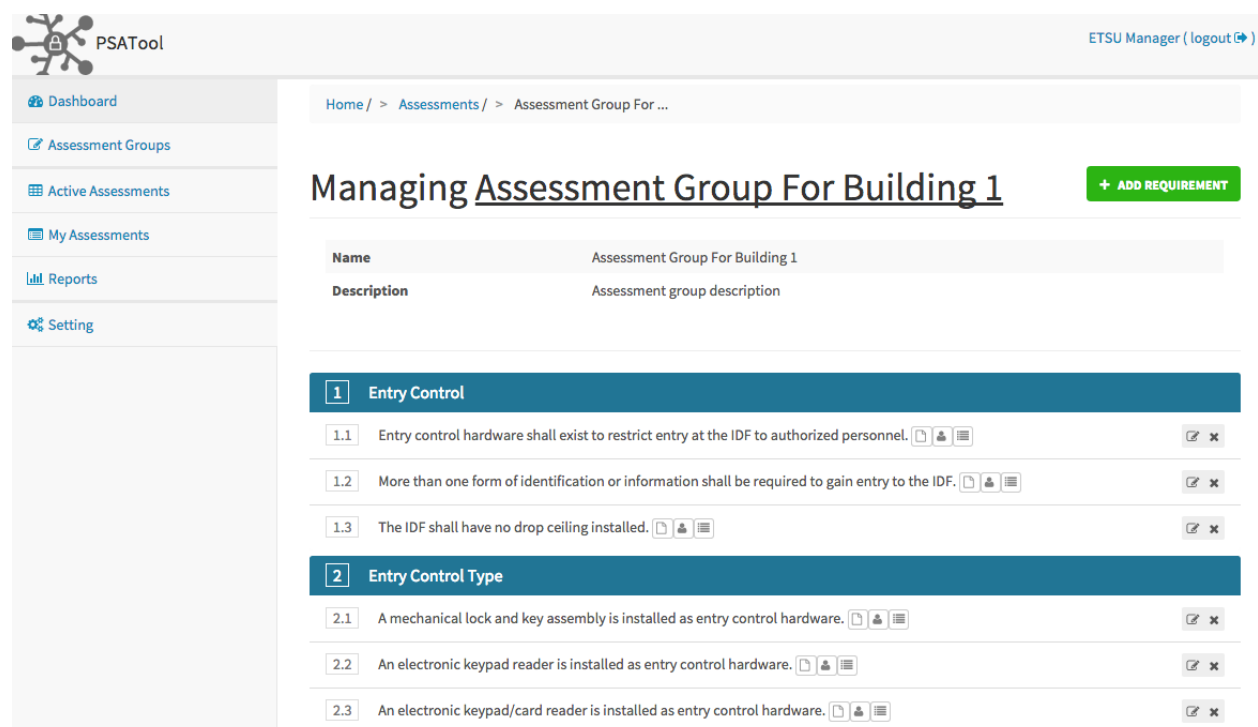 PSATool
ETSU Manager ( logout )
Dashboard
Assessment Groups
Active Assessments
My Assessments
Reports
Setting
Home / > Assessments / > Assessment Group For ...
Managing Assessment Group For Building 1
+ ADD REQUIREMENT
Name Assessment Group For Building 1
Description Assessment group description
1 Entry Control
1.1 Entry control hardware shall exist to restrict entry at the IDF to authorized personnel.
1.2 More than one form of identification or information shall be required to gain entry to the IDF.
1.3 The IDF shall have no drop ceiling installed.
2 Entry Control Type
2.1 A mechanical lock and key assembly is installed as entry control hardware.
2.2 An electronic keypad reader is installed as entry control hardware.
2.3 An electronic keypad/card reader is installed as entry control hardware.